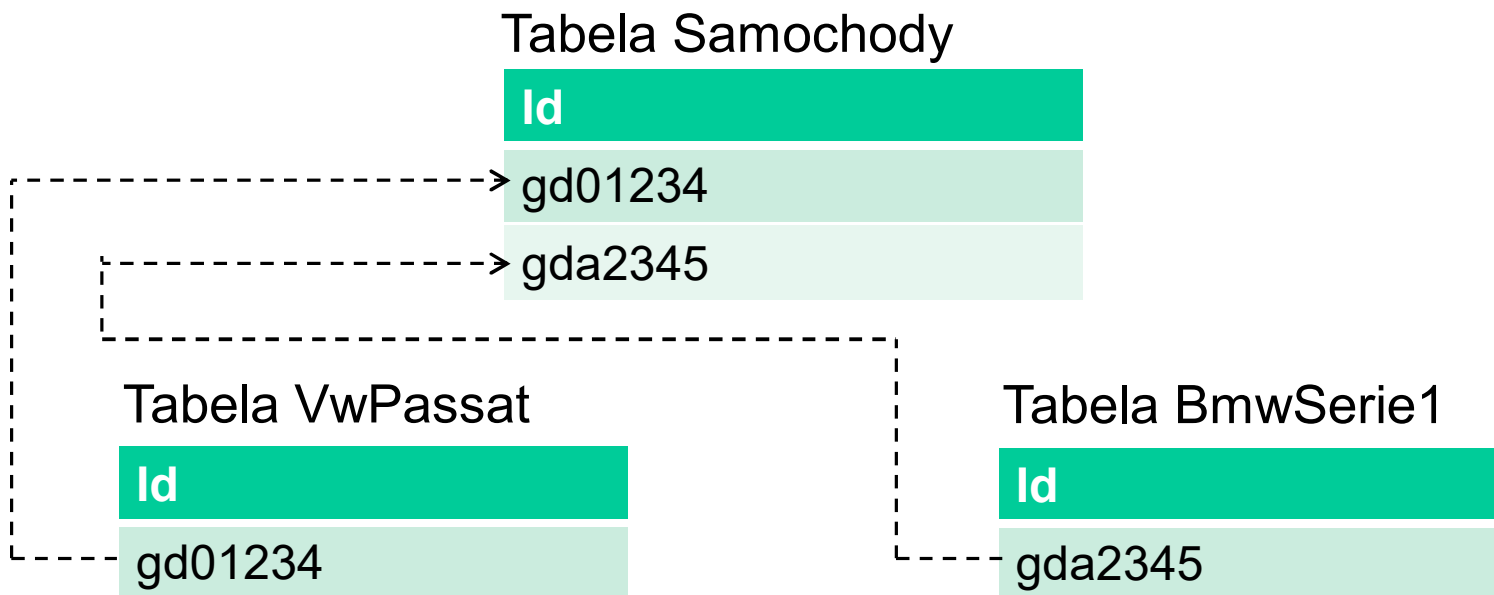 Tabela Samochody
Id
gd01234
gda2345
Tabela VwPassat
Id
gd01234
Tabela BmwSerie1
Id
gda2345